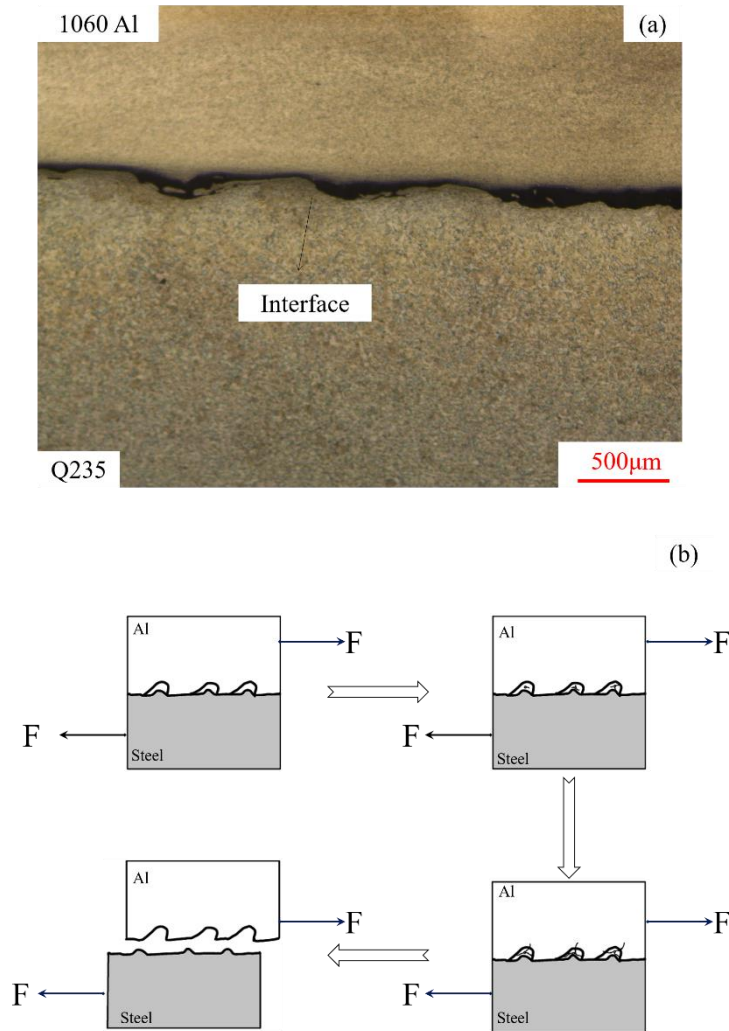 1060 Al
(a)
Interface
Q235
500μm
(b)
Al
F
F
Steel
Al
F
F
Steel
Al
F
F
Steel
Al
F
F
Steel